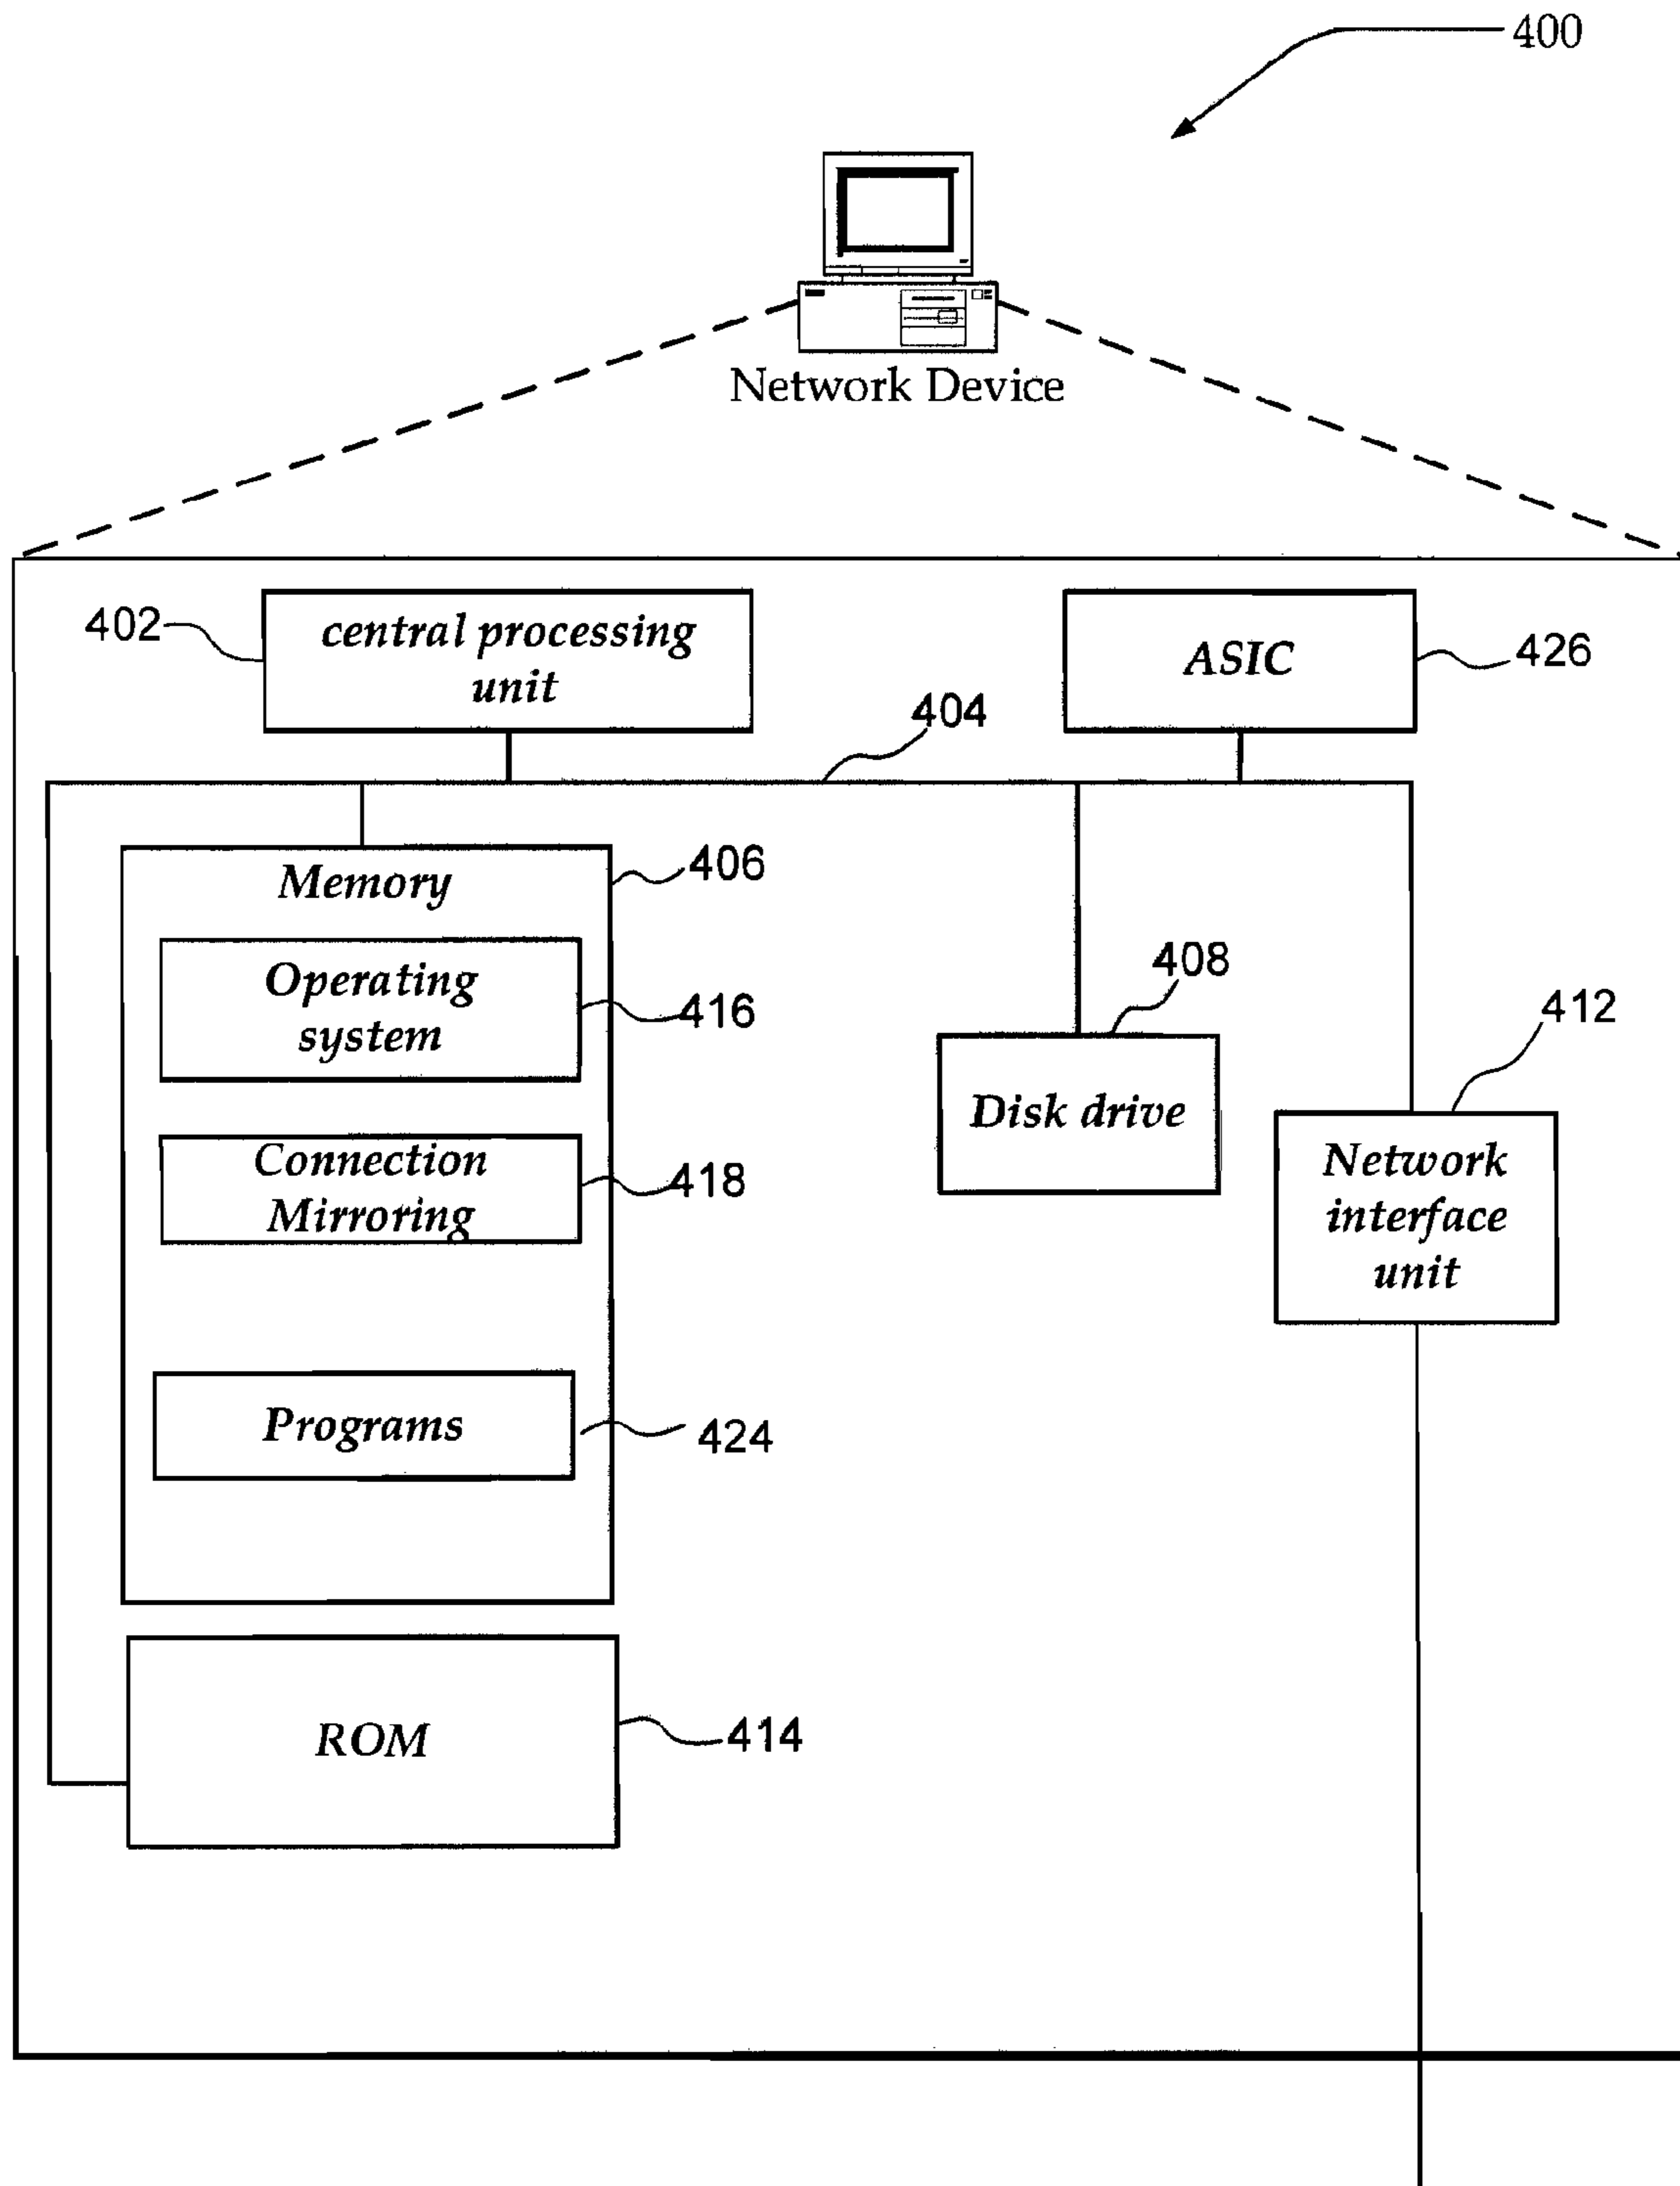 400
Network Device
402
central processing
unit
ASIC
426
404
Memory
406
Operating
system
416
408
412
Connection
Mirroring
418
Disk drive
Network
interface
unit
Programs
424
ROM
414